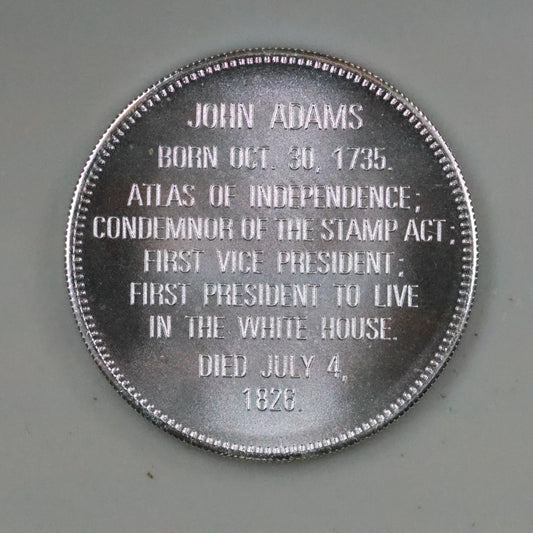 JOHN ADAMS
BORN OCT. 30, 1735.
ATLAS OF INDEPENDENCE;
CONDEMNOR OF THE STAMP ACT;
FIRST VICE PRESIDENT;
FIRST PRESIDENT TO LIVE
IN THE WHITE HOUSE.
DIED JULY 4,
1826.